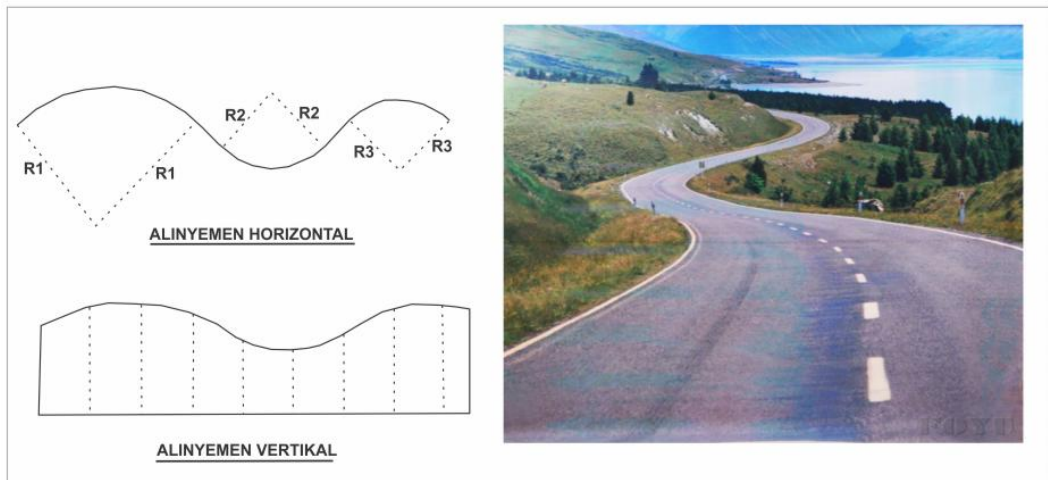 R1
R1
R2
R2
R3
R3
ALINYEMEN HORIZONTAL
ALINYEMEN VERTIKAL